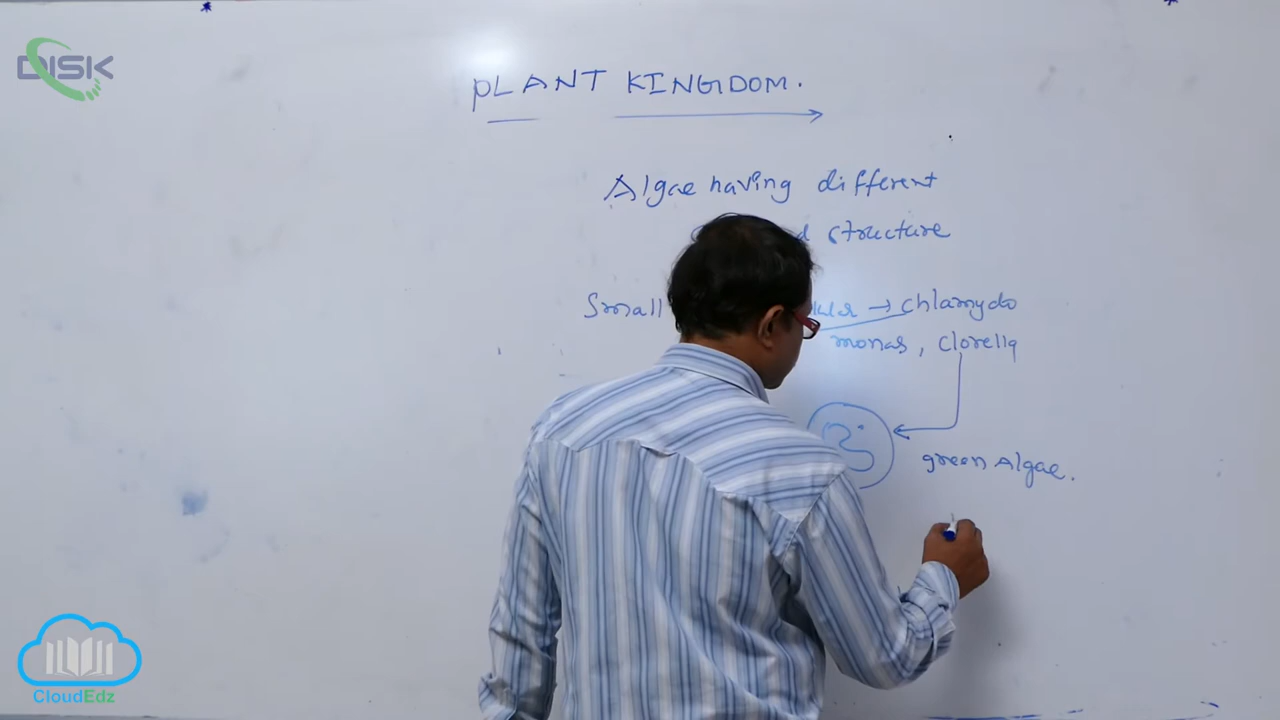 DISK
PLANT KINGDOM.
Algae having different
structure
Small → chlamydo
monas, clorella
green Algae.
CloudEdz